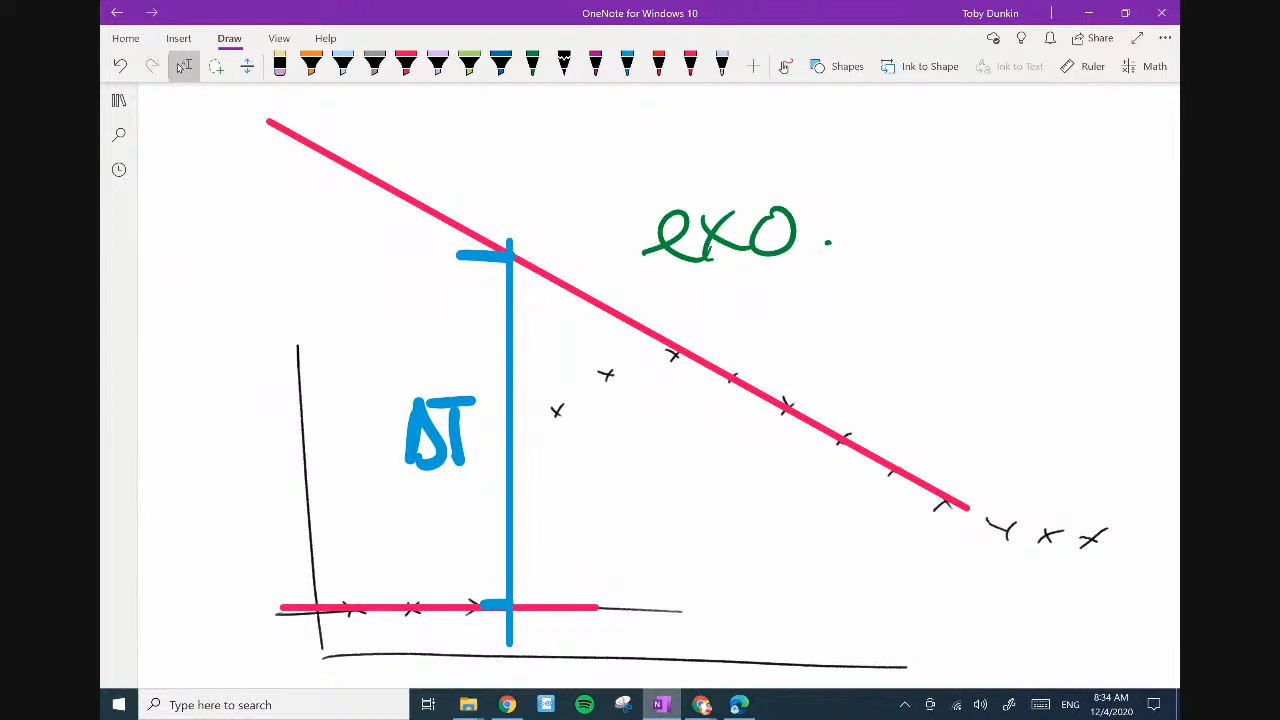 OneNote for Windows 10
Toby Dunkin
Home Insert Draw View Help
Share
Shapes Ink to Shape Ink to Text Ruler Math
exo.
ΔT
Type here to search
ENG
8:34 AM
12/4/2020